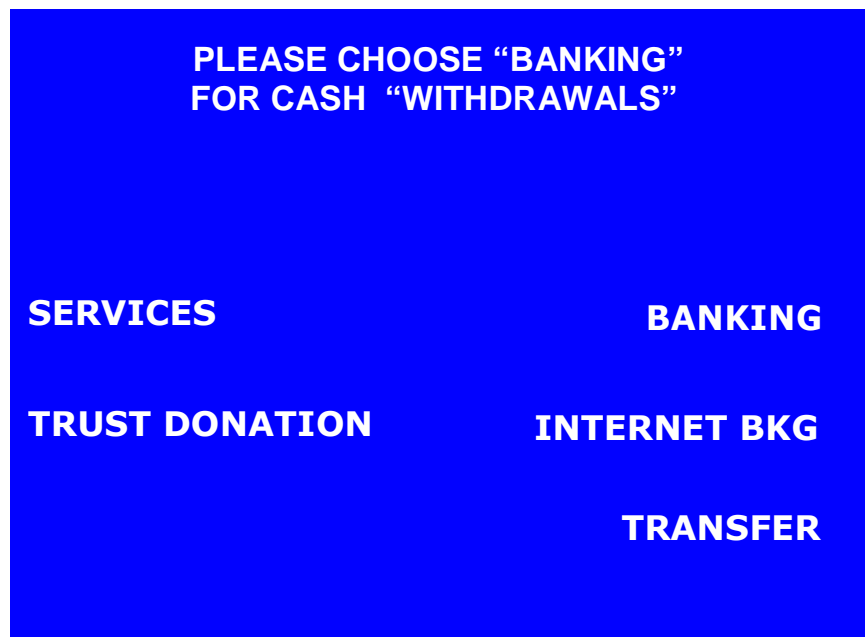 PLEASE CHOOSE “BANKING”
FOR CASH “WITHDRAWALS”
SERVICES
BANKING
TRUST DONATION
INTERNET BKG
TRANSFER